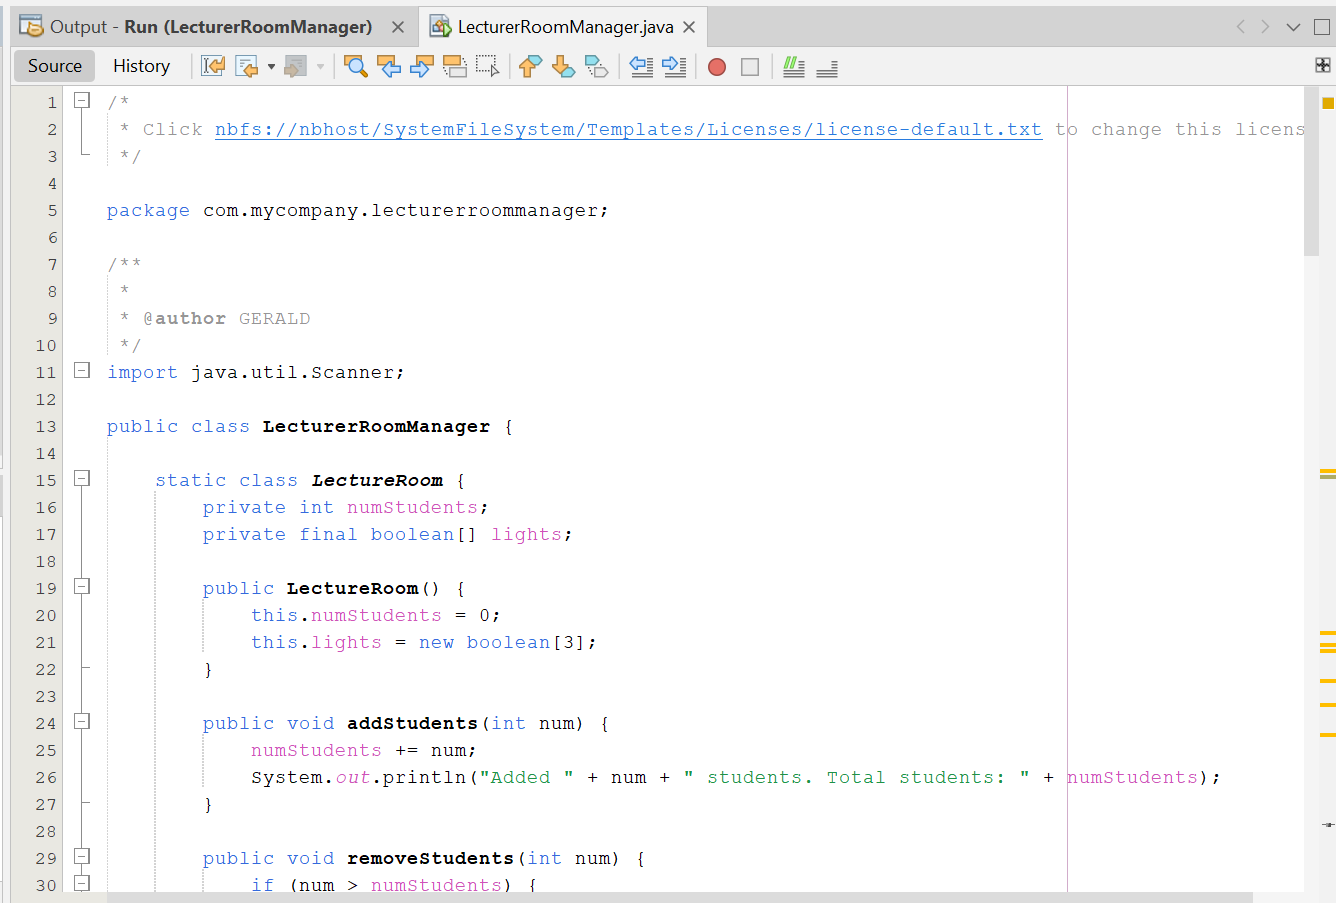 Output - Run (LecturerRoomManager)  LecturerRoomManager.java
Source History
1 /*
2  * Click nbfs://nbhost/SystemFileSystem/Templates/Licenses/license-default.txt to change this licens
3  */
4
5 package com.mycompany.lecturerroommanager;
6
7 /**
8  *
9  * @author GERALD
10  */
11 import java.util.Scanner;
12
13 public class LecturerRoomManager {
14
15     static class LectureRoom {
16         private int numStudents;
17         private final boolean[] lights;
18
19         public LectureRoom() {
20             this.numStudents = 0;
21             this.lights = new boolean[3];
22         }
23
24         public void addStudents(int num) {
25             numStudents += num;
26             System.out.println("Added " + num + " students. Total students: " + numStudents);
27         }
28
29         public void removeStudents(int num) {
30             if (num > numStudents) {